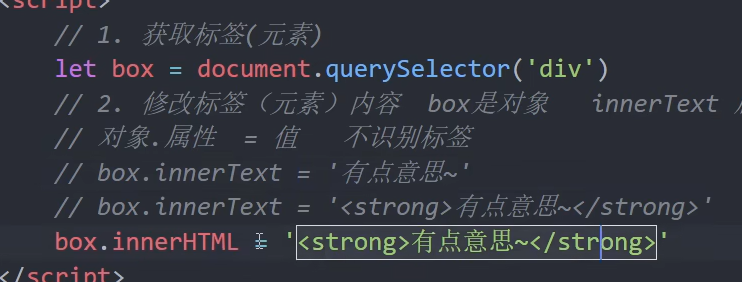 <script>
// 1. 获取标签(元素)
let box = document.querySelector('div')
// 2. 修改标签（元素）内容  box是对象   innerText
// 对象.属性  = 值   不识别标签
// box.innerText = '有点意思~'
// box.innerText = '<strong>有点意思~</strong>'
box.innerHTML = '<strong>有点意思~</strong>'
</script>